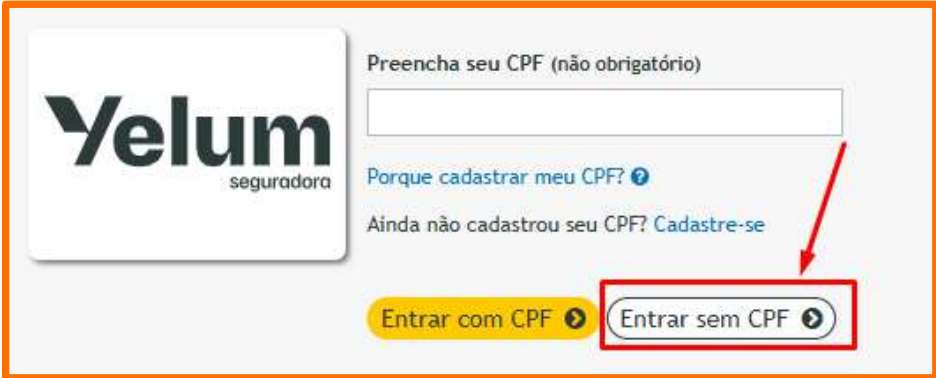 Yelum
seguradora
Preencha seu CPF (não obrigatório)
Porque cadastrar meu CPF?
Ainda não cadastrou seu CPF? Cadastre-se
Entrar com CPF
Entrar sem CPF